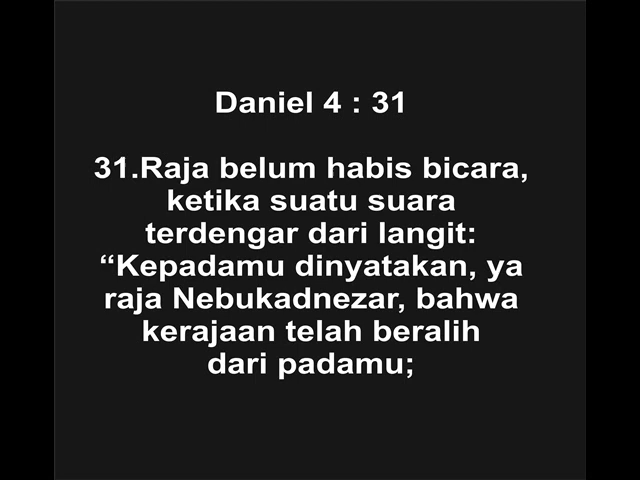 Daniel 4 : 31
31.Raja belum habis bicara,
ketika suatu suara
terdengar dari langit:
“Kepadamu dinyatakan, ya
raja Nebukadnezar, bahwa
kerajaan telah beralih
dari padamu;